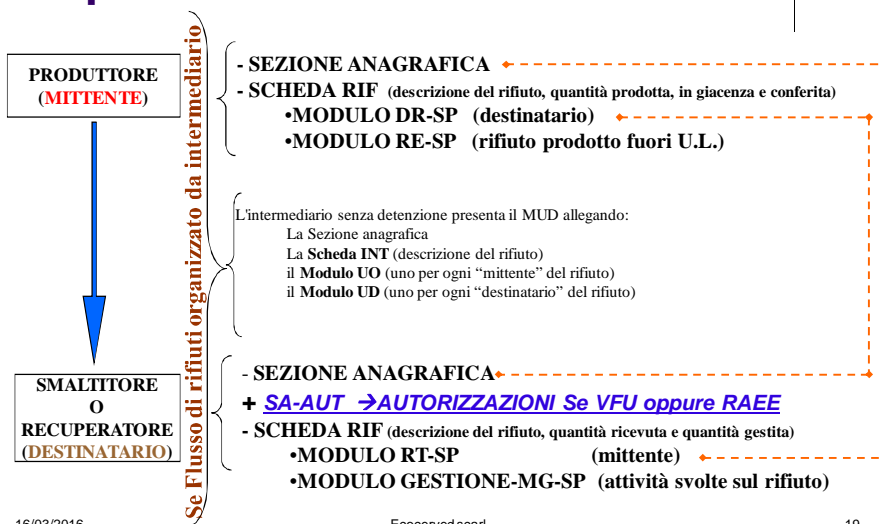 PRODUTTORE
(MITTENTE)
Se Flusso di rifiuti organizzato da intermediario
- SEZIONE ANAGRAFICA
- SCHEDA RIF (descrizione del rifiuto, quantità prodotta, in giacenza e conferita)
•MODULO DR-SP (destinatario)
•MODULO RE-SP (rifiuto prodotto fuori U.L.)
L'intermediario senza detenzione presenta il MUD allegando:
La Sezione anagrafica
La Scheda INT (descrizione del rifiuto)
il Modulo UO (uno per ogni “mittente” del rifiuto)
il Modulo UD (uno per ogni “destinatario” del rifiuto)
SMALTITORE
O
RECUPERATORE
(DESTINATARIO)
- SEZIONE ANAGRAFICA
+ SA-AUT →AUTORIZZAZIONI Se VFU oppure RAEE
- SCHEDA RIF (descrizione del rifiuto, quantità ricevuta e quantità gestita)
•MODULO RT-SP (mittente)
•MODULO GESTIONE-MG-SP (attività svolte sul rifiuto)
16/03/2016 Ecocerved scarl 19